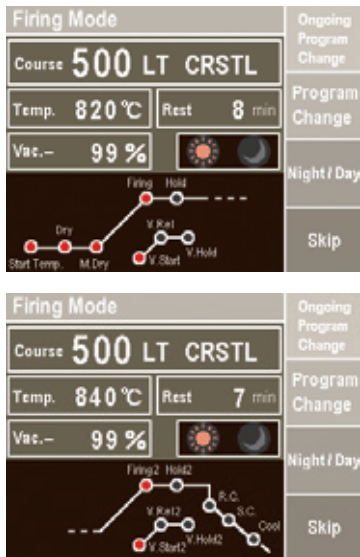 Firing Mode
Ongoing
Program
Change
Course 500 LT CRSTL
Temp. 820℃ Rest 8 min
Program
Change
Vac.– 99 %
Night / Day
Firing Hold
Dry V.Rel
Start Temp. M.Dry V.Start V.Hold
Skip
Firing Mode
Ongoing
Program
Change
Course 500 LT CRSTL
Temp. 840℃ Rest 7 min
Program
Change
Vac.– 99 %
Night / Day
Firing2 Hold2
R.C.
V.Rel2 S.C.
V.Start2 V.Hold2 Cool
Skip